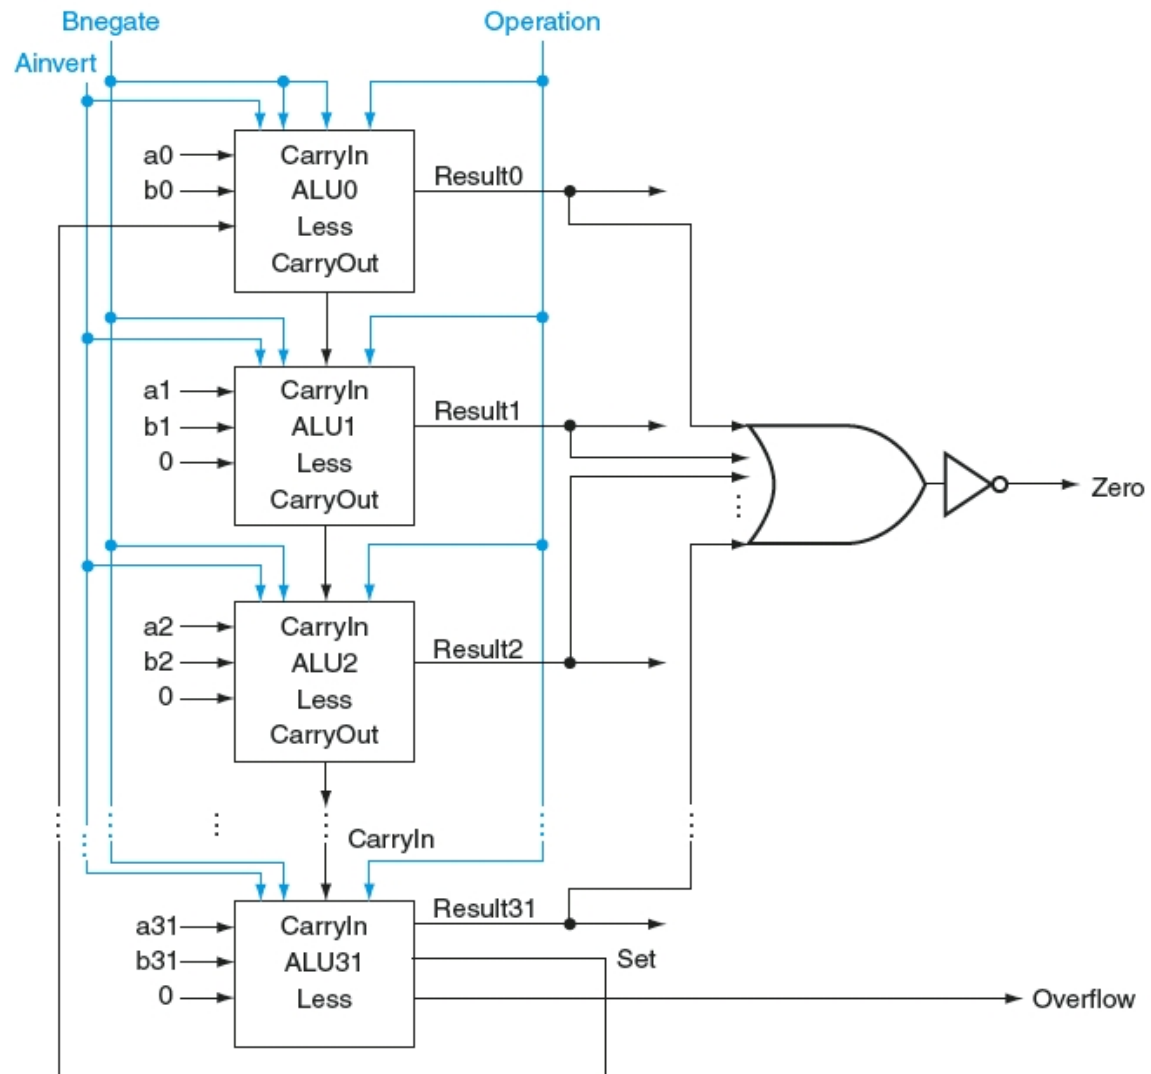 Bnegate
Operation
Ainvert
a0
CarryIn
b0
ALU0
Result0
Less
CarryOut
a1
CarryIn
b1
ALU1
Result1
0
Less
CarryOut
Zero
a2
CarryIn
b2
ALU2
Result2
0
Less
CarryOut
CarryIn
a31
CarryIn
Result31
b31
ALU31
Set
0
Less
Overflow